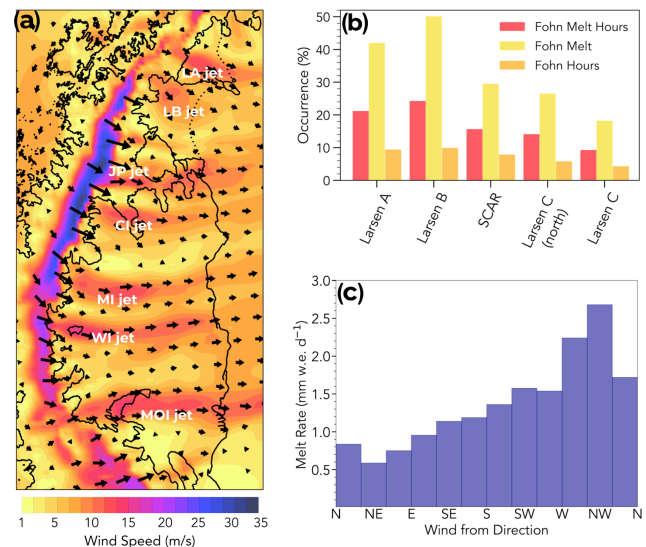 (a)
LA jet
LB jet
JP jet
CI jet
MI jet
WI jet
MOI jet
1 5 10 15 20 25 30 35
Wind Speed (m/s)
(b)
Fohn Melt Hours
Fohn Melt
Fohn Hours
Occurrence (%)
50
40
30
20
10
0
Larsen A
Larsen B
SCAR
Larsen C
(north)
Larsen C
(c)
Melt Rate (mm w.e. d⁻¹)
3.0
2.5
2.0
1.5
1.0
0.5
N NE E SE S SW W NW N
Wind from Direction